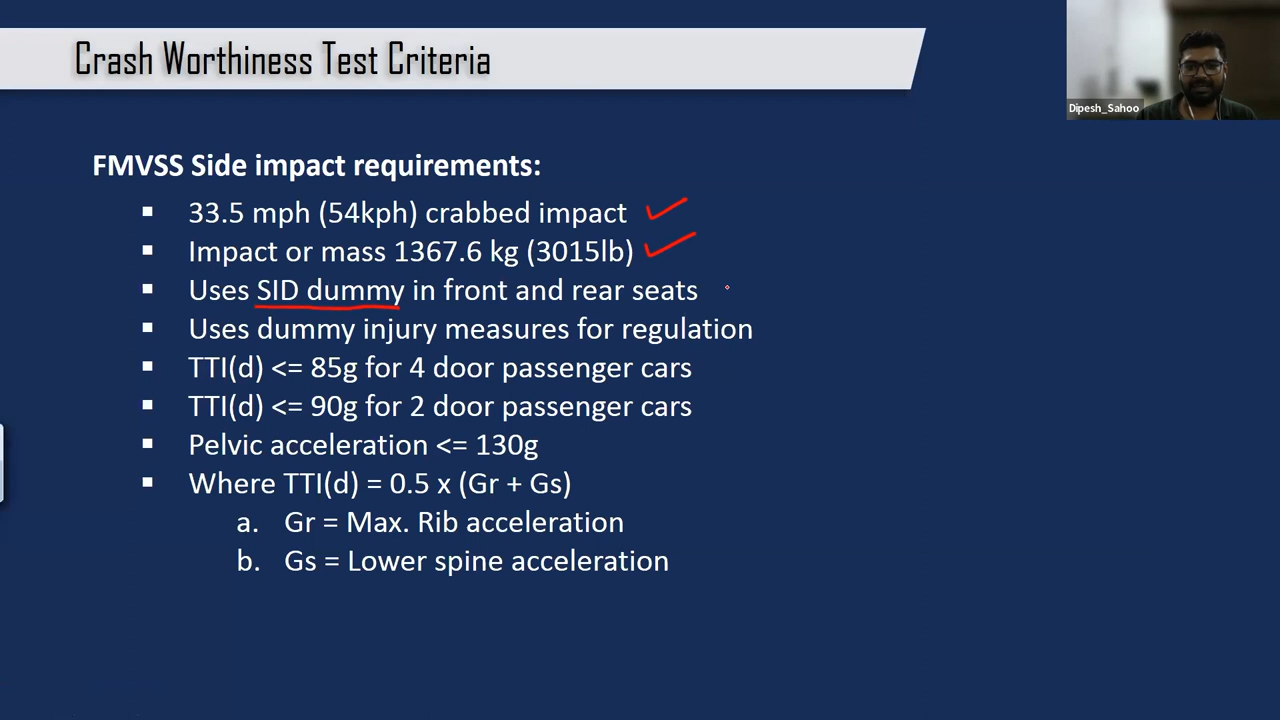 Crash Worthiness Test Criteria
Dipesh_Sahoo
FMVSS Side impact requirements:
▪ 33.5 mph (54kph) crabbed impact
▪ Impact or mass 1367.6 kg (3015lb)
▪ Uses SID dummy in front and rear seats
▪ Uses dummy injury measures for regulation
▪ TTI(d) <= 85g for 4 door passenger cars
▪ TTI(d) <= 90g for 2 door passenger cars
▪ Pelvic acceleration <= 130g
▪ Where TTI(d) = 0.5 x (Gr + Gs)
a. Gr = Max. Rib acceleration
b. Gs = Lower spine acceleration